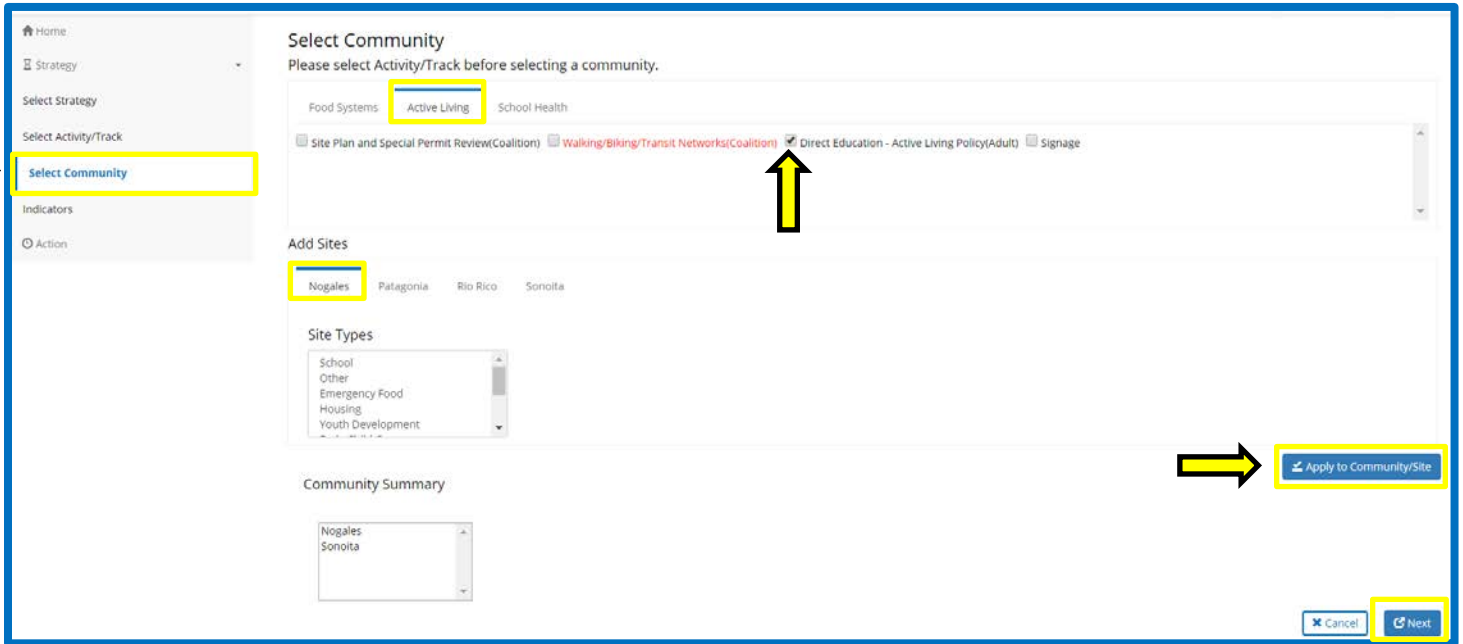 Home
Strategy
Select Strategy
Select Activity/Track
Select Community
Indicators
Action
Select Community
Please select Activity/Track before selecting a community.
Food Systems Active Living School Health
Site Plan and Special Permit Review(Coalition) Walking/Biking/Transit Networks(Coalition) Direct Education - Active Living Policy(Adult) Signage
Add Sites
Nogales Patagonia Rio Rico Sonoita
Site Types
School
Other
Emergency Food
Housing
Youth Development
Apply to Community/Site
Community Summary
Nogales
Sonoita
Cancel Next